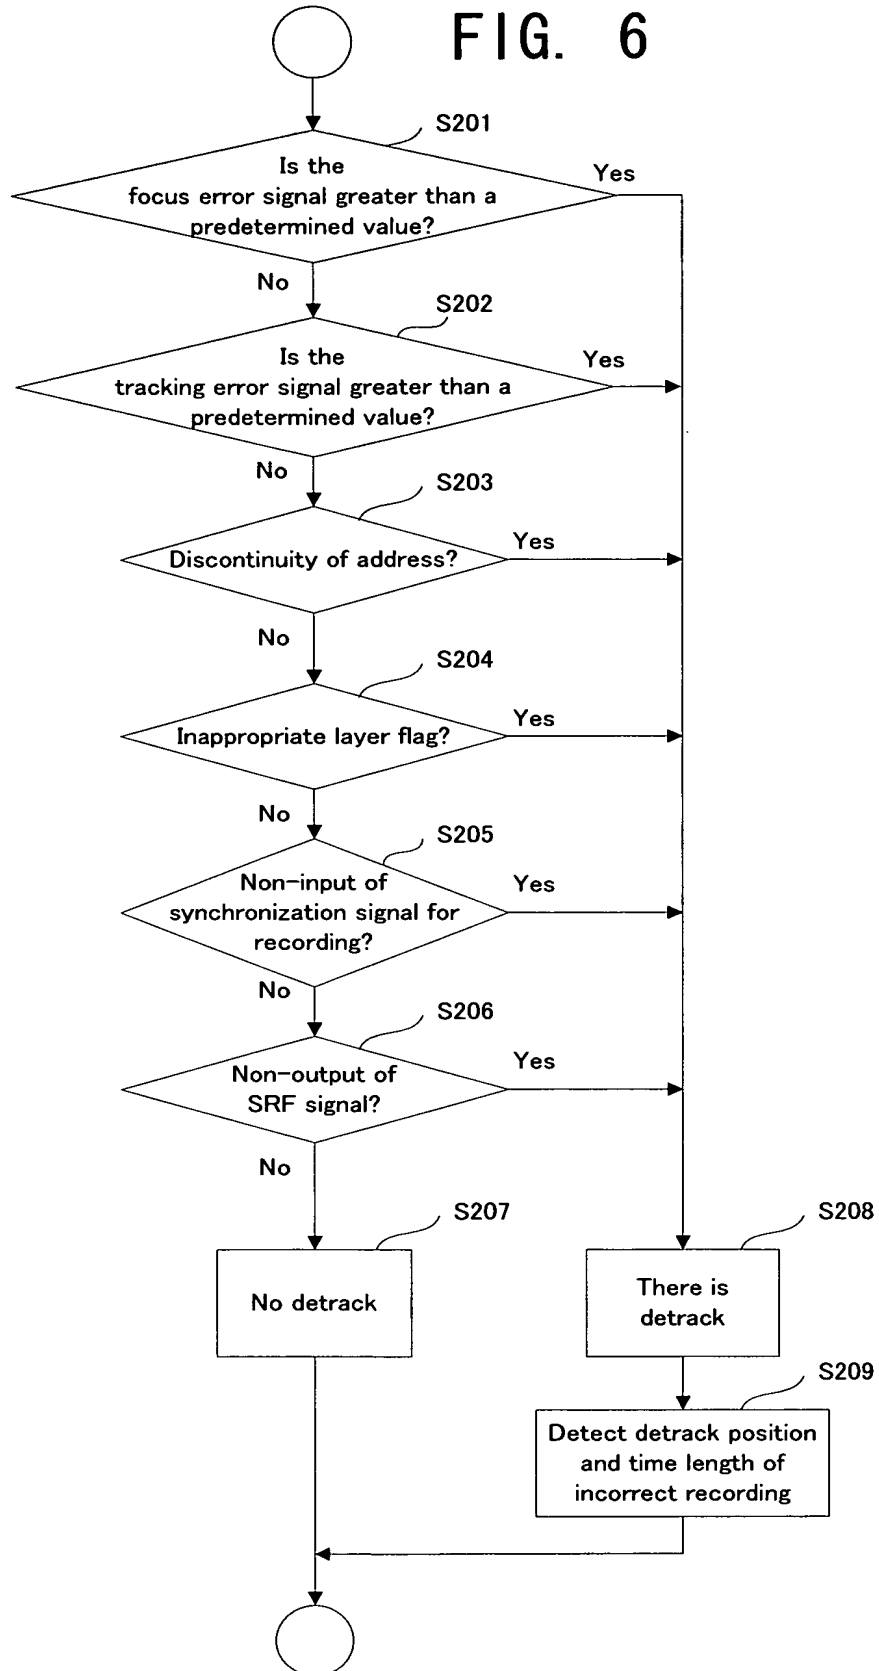 FIG. 6
S201
Is the
focus error signal greater than a
predetermined value?
Yes
No
S202
Is the
tracking error signal greater than a
predetermined value?
Yes
No
S203
Discontinuity of address?
Yes
No
S204
Inappropriate layer flag?
Yes
No
S205
Non-input of
synchronization signal for
recording?
Yes
No
S206
Non-output of
SRF signal?
Yes
No
S207
No detrack
S208
There is
detrack
S209
Detect detrack position
and time length of
incorrect recording